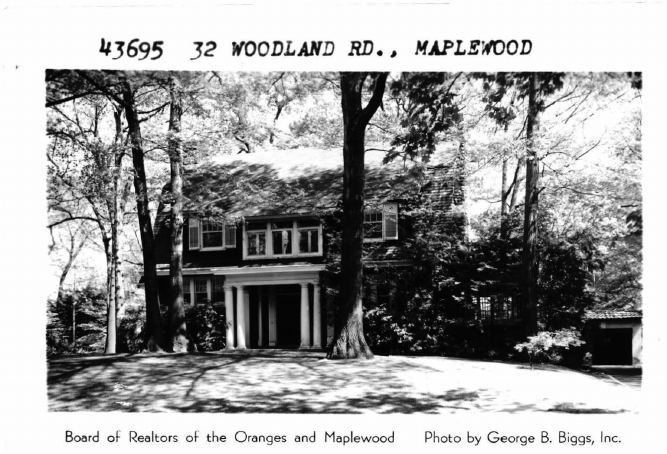 43695 32 WOODLAND RD., MAPLEWOOD
Board of Realtors of the Oranges and Maplewood Photo by George B. Biggs, Inc.